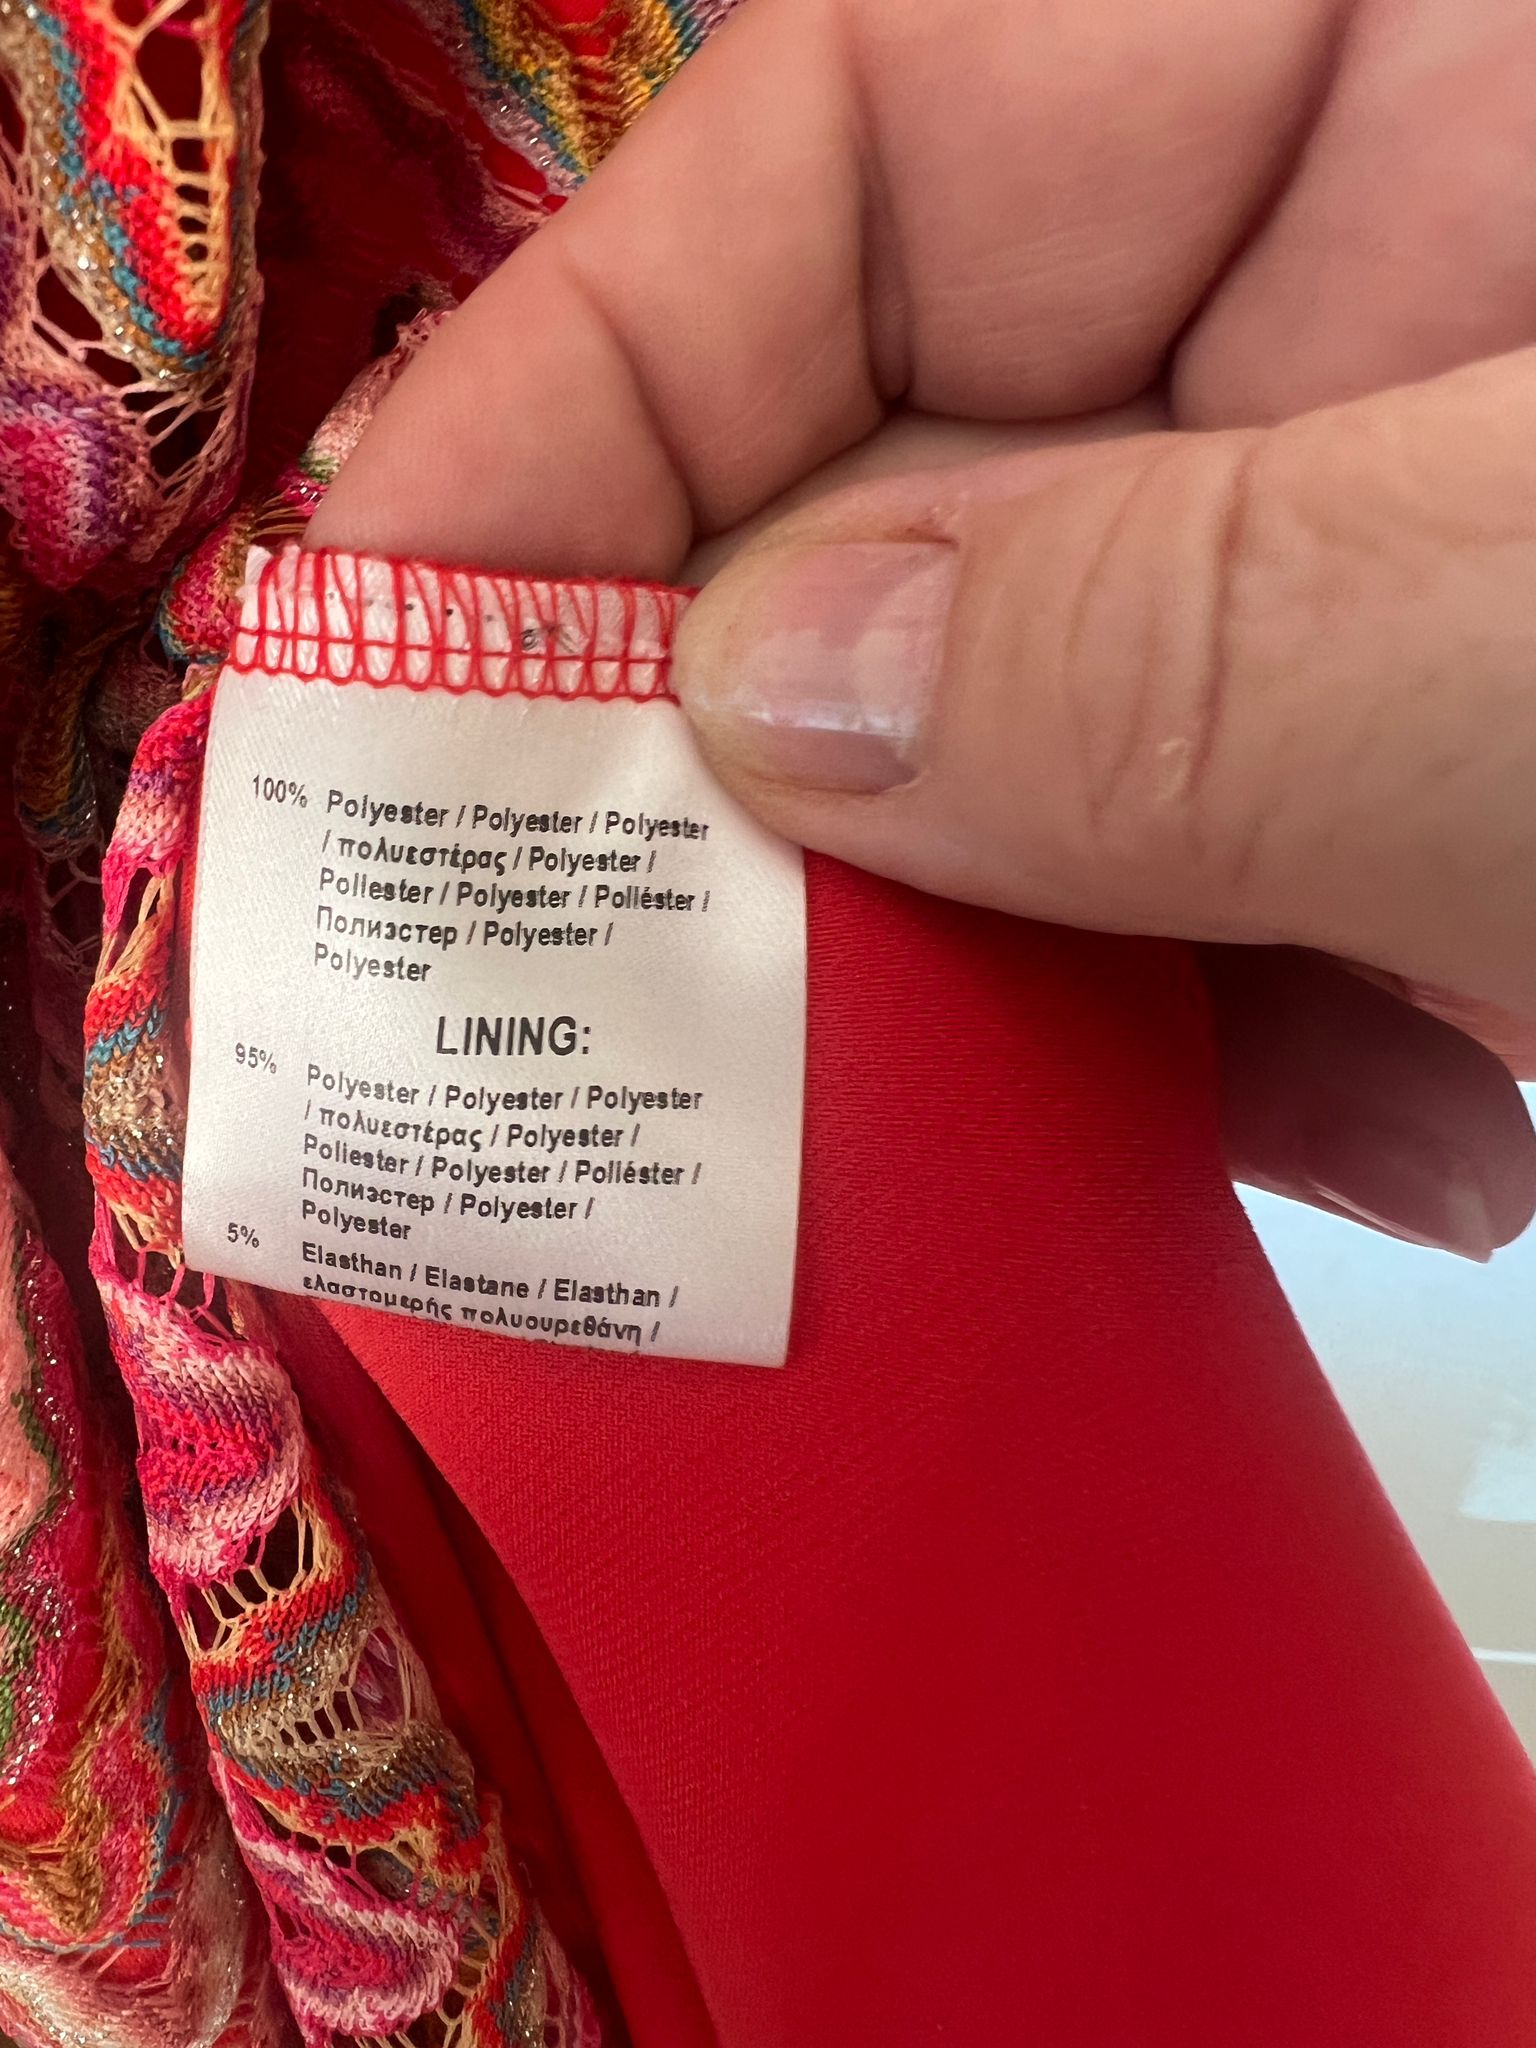 100% Polyester / Polyester / Polyester
/ πολυεστέρας / Polyester /
Poliester / Polyester / Poliéster /
Полиэстер / Polyester /
Polyester
LINING:
95% Polyester / Polyester / Polyester
/ πολυεστέρας / Polyester /
Poliester / Polyester / Poliéster /
Полиэстер / Polyester /
Polyester
5% Elasthan / Elastane / Elasthan /
ελαστομερής πολυουρεθάνη /